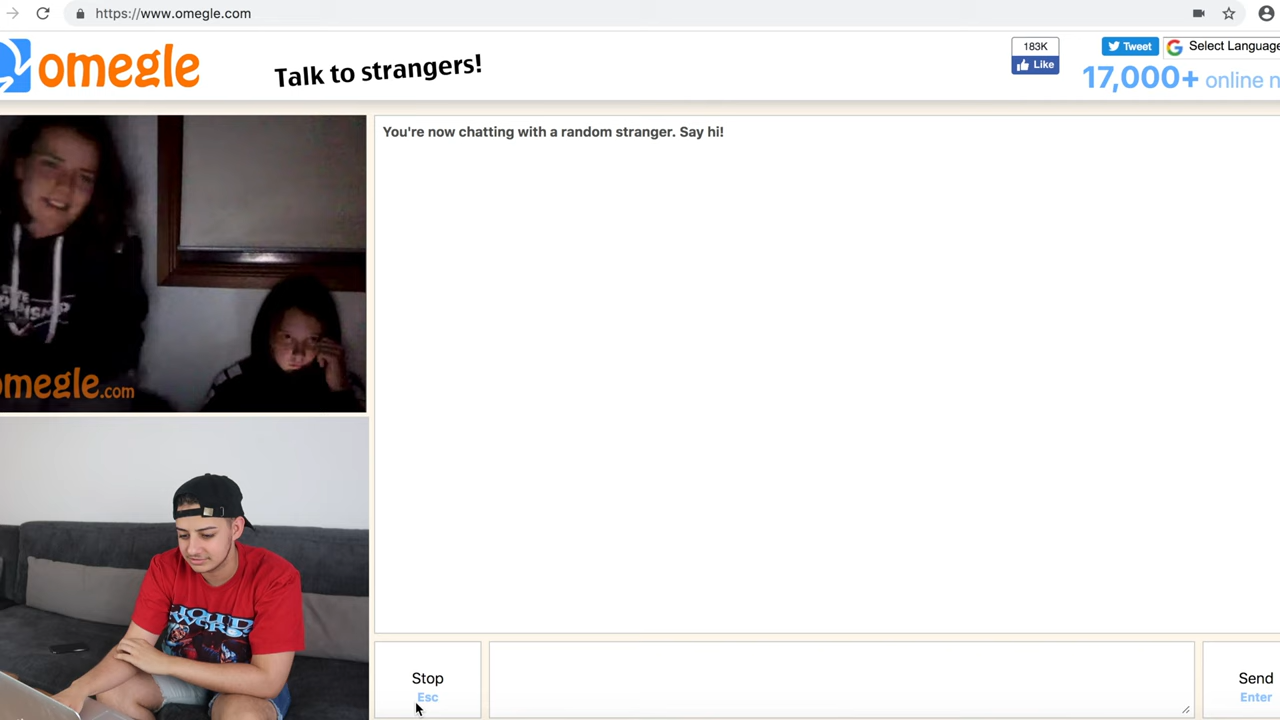 https://www.omegle.com
omegle
Talk to strangers!
183K
Like
Tweet
Select Language
17,000+ online n
You're now chatting with a random stranger. Say hi!
omegle.com
Stop
Esc
Send
Enter